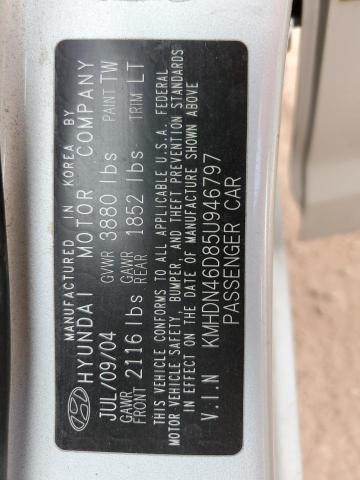 MANUFACTURED IN KOREA BY
HYUNDAI MOTOR COMPANY
JUL/09/04 GVWR 3880 lbs PAINT TW
GAWR FRONT 2116 lbs GAWR REAR 1852 lbs TRIM LT
THIS VEHICLE CONFORMS TO ALL APPLICABLE U.S.A. FEDERAL
MOTOR VEHICLE SAFETY, BUMPER, AND THEFT PREVENTION STANDARDS
IN EFFECT ON THE DATE OF MANUFACTURE SHOWN ABOVE
V.I.N KMHDN46D85U946797
PASSENGER CAR